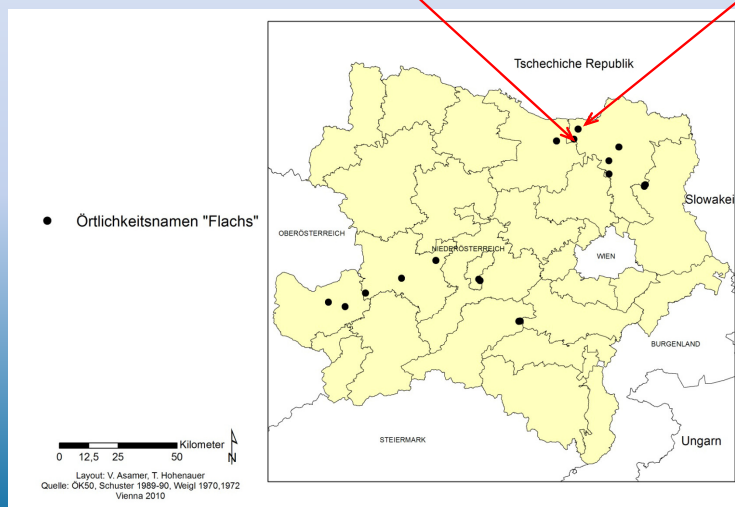 Tschechiche Republik
Slowakei
Örtlichkeitsnamen "Flachs"
OBERÖSTERREICH
NIEDERÖSTERREICH
WIEN
BURGENLAND
STEIERMARK
Ungarn
Kilometer
0 12,5 25 50
N
Layout: V. Asamer, T. Hohenauer
Quelle: ÖK50, Schuster 1989-90, Weigl 1970,1972
Vienna 2010